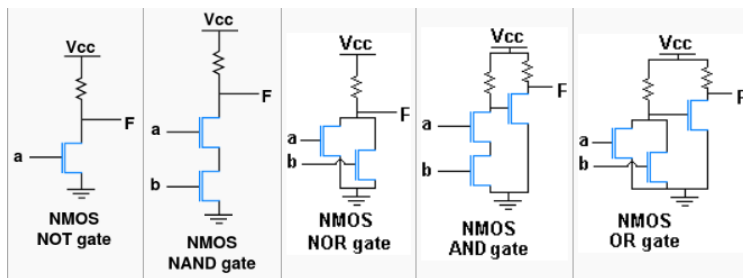 Vcc
F
a
NMOS
NOT gate
Vcc
F
a
b
NMOS
NAND gate
Vcc
F
a
b
NMOS
NOR gate
Vcc
F
a
b
NMOS
AND gate
Vcc
F
a
b
NMOS
OR gate